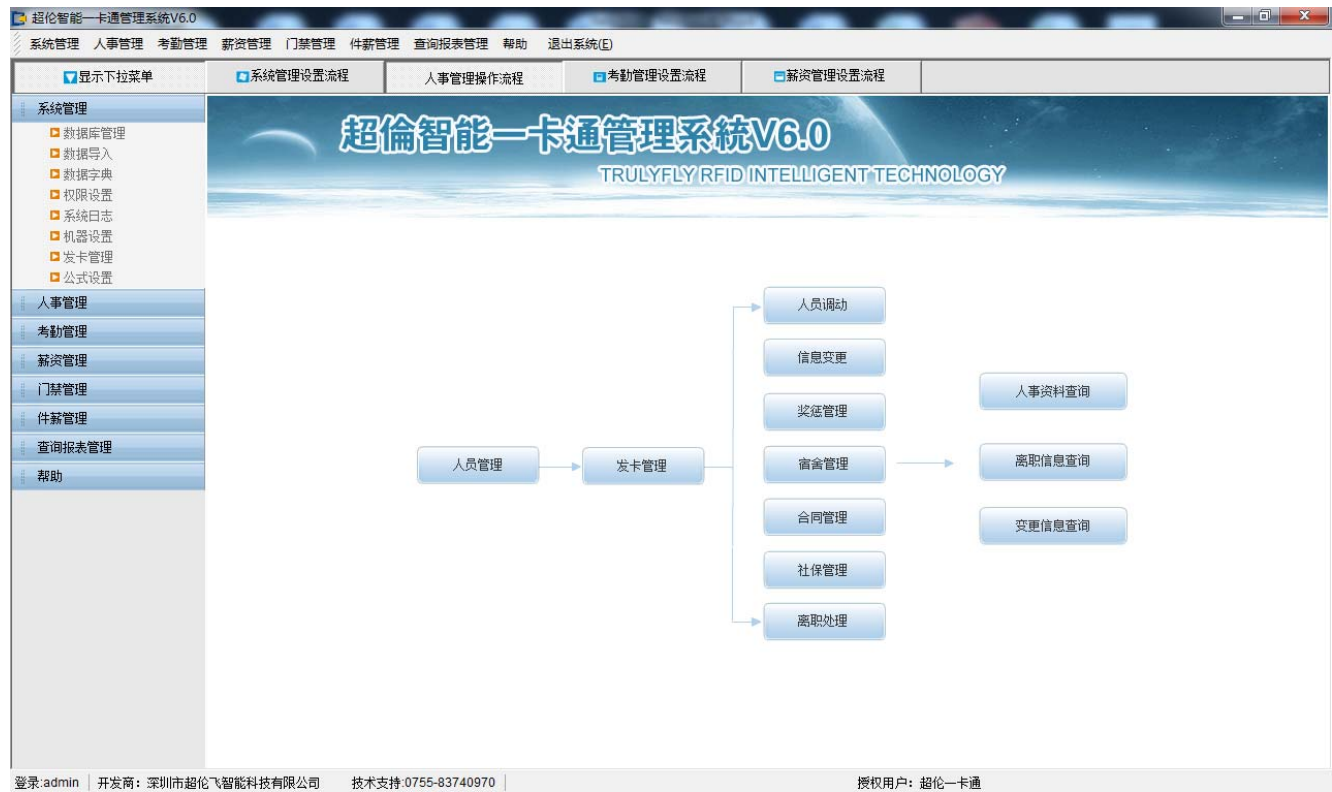 超伦智能一卡通管理系统V6.0
系统管理 人事管理 考勤管理 薪资管理 门禁管理 件薪管理 查询报表管理 帮助 退出系统(E)
显示下拉菜单 系统管理设置流程 人事管理操作流程 考勤管理设置流程 薪资管理设置流程
系统管理
数据库管理
数据导入
数据字典
权限设置
系统日志
机器设置
发卡管理
公式设置
人事管理
考勤管理
薪资管理
门禁管理
件薪管理
查询报表管理
帮助
超倫智能一卡通管理系統V6.0
TRULYFLY RFID INTELLIGENT TECHNOLOGY
人员管理
发卡管理
人员调动
信息变更
奖惩管理
宿舍管理
合同管理
社保管理
离职处理
人事资料查询
离职信息查询
变更信息查询
登录:admin 开发商：深圳市超伦飞智能科技有限公司 技术支持:0755-83740970 授权用户：超伦一卡通